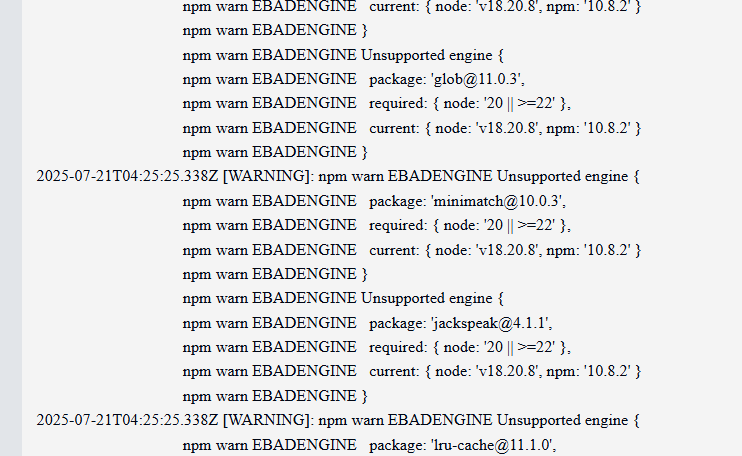 npm warn EBADENGINE   current: { node: 'v18.20.8', npm: '10.8.2' }
npm warn EBADENGINE }
npm warn EBADENGINE Unsupported engine {
npm warn EBADENGINE   package: 'glob@11.0.3',
npm warn EBADENGINE   required: { node: '20 || >=22' },
npm warn EBADENGINE   current: { node: 'v18.20.8', npm: '10.8.2' }
npm warn EBADENGINE }
2025-07-21T04:25:25.338Z [WARNING]: npm warn EBADENGINE Unsupported engine {
npm warn EBADENGINE   package: 'minimatch@10.0.3',
npm warn EBADENGINE   required: { node: '20 || >=22' },
npm warn EBADENGINE   current: { node: 'v18.20.8', npm: '10.8.2' }
npm warn EBADENGINE }
npm warn EBADENGINE Unsupported engine {
npm warn EBADENGINE   package: 'jackspeak@4.1.1',
npm warn EBADENGINE   required: { node: '20 || >=22' },
npm warn EBADENGINE   current: { node: 'v18.20.8', npm: '10.8.2' }
npm warn EBADENGINE }
2025-07-21T04:25:25.338Z [WARNING]: npm warn EBADENGINE Unsupported engine {
npm warn EBADENGINE   package: 'lru-cache@11.1.0',